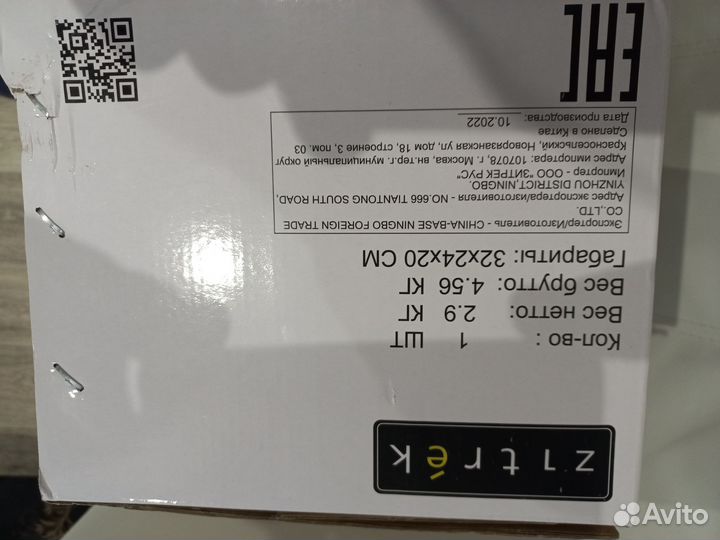 zıtrék
Кол-во : 1 ШТ
Вес нетто: 2.9 КГ
Вес брутто: 4.56 КГ
Габариты: 32x24x20 СМ
Экспортер/Изготовитель - CHINA-BASE NINGBO FOREIGN TRADE
CO.,LTD.
Адрес экспортера/изготовителя - NO.666 TIANTONG SOUTH ROAD,
YINZHOU DISTRICT,NINGBO.
Импортер - ООО "ЗИТРЕК РУС"
Адрес импортера: 107078, г. Москва, вн.тер.г. муниципальный округ
Красносельский, Новорязанская ул, дом 18, строение 3, пом. 03
Сделано в Китае
Дата производства: 10.2022
EAC
Avito